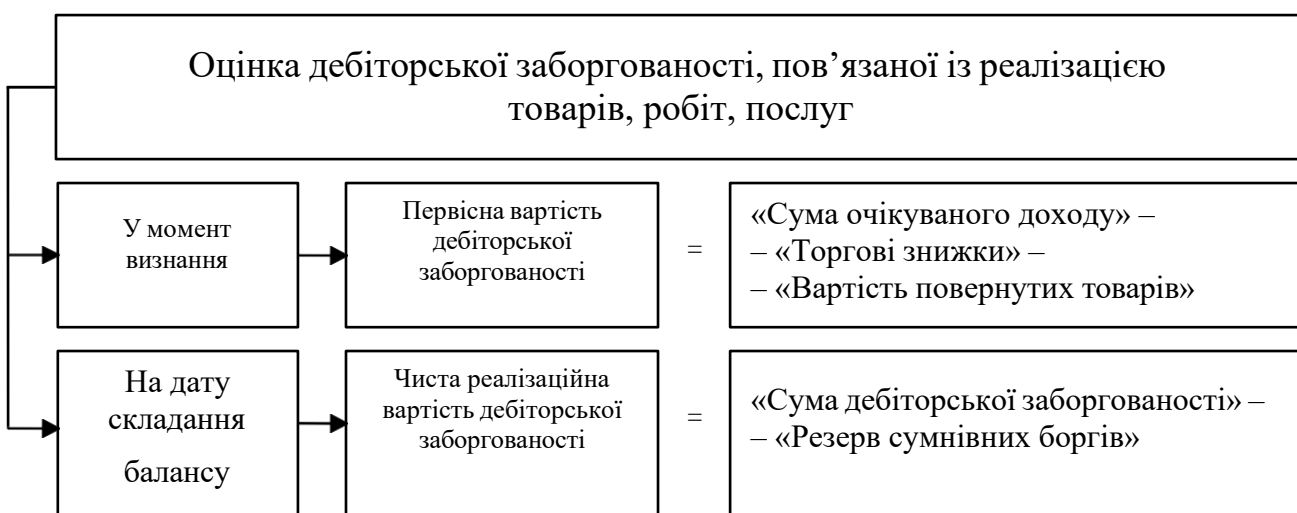 Оцінка дебіторської заборгованості, пов’язаної із реалізацією
товарів, робіт, послуг
У момент
визнання
Первісна вартість
дебіторської
заборгованості
=
«Сума очікуваного доходу» –
– «Торгові знижки» –
– «Вартість повернутих товарів»
На дату
складання
балансу
Чиста реалізаційна
вартість дебіторської
заборгованості
=
«Сума дебіторської заборгованості» –
– «Резерв сумнівних боргів»